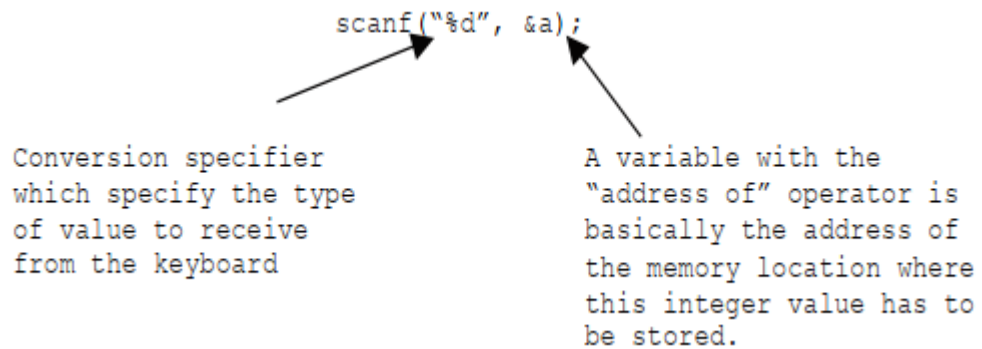 scanf(“%d”, &a);
Conversion specifier
which specify the type
of value to receive
from the keyboard
A variable with the
“address of” operator is
basically the address of
the memory location where
this integer value has to
be stored.